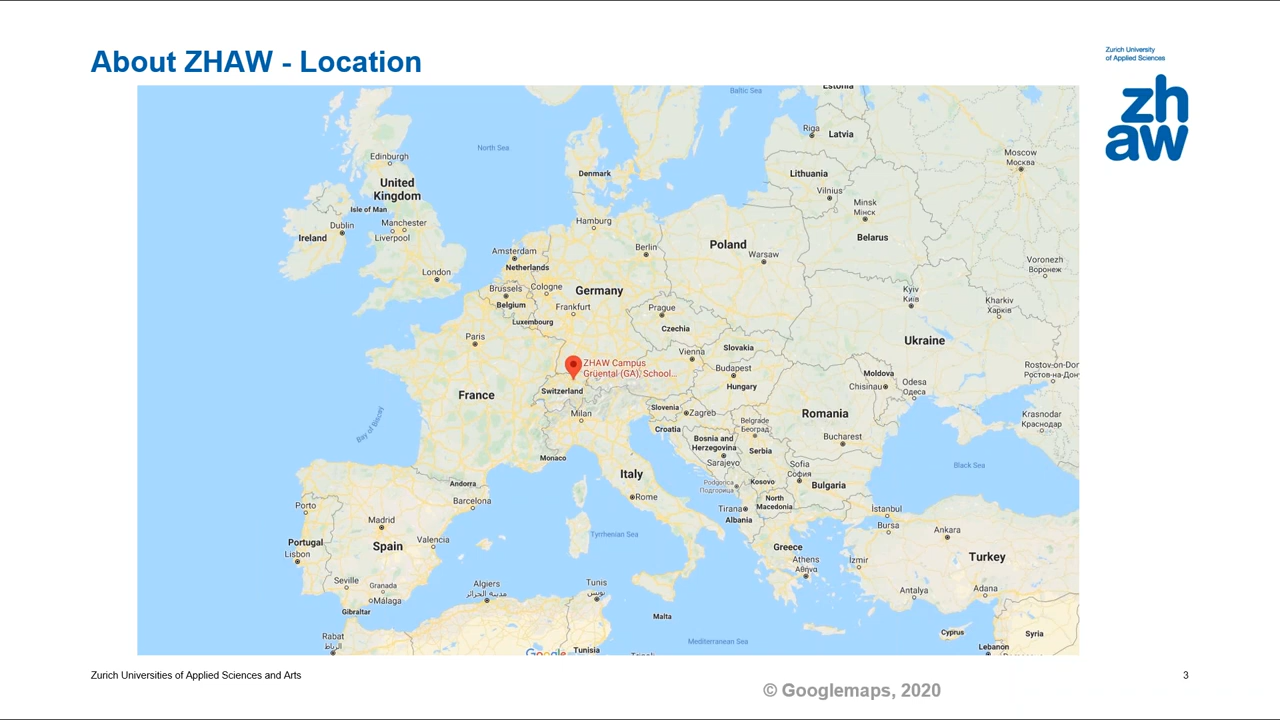 About ZHAW - Location
Zurich University
of Applied Sciences
zh
aw
Baltic Sea
Estonia
Riga
Latvia
North Sea
Moscow
Москва
Edinburgh
Denmark
Lithuania
United
Kingdom
Vilnius
Isle of Man
Minsk
Мінск
Dublin
Manchester
Hamburg
Ireland
Liverpool
Belarus
Berlin
Poland
Amsterdam
Warsaw
Netherlands
London
Voronezh
Воронеж
Brussels
Cologne
Germany
Kyiv
Київ
Belgium
Frankfurt
Prague
Kharkiv
Харків
Luxembourg
Czechia
Paris
Ukraine
Slovakia
Vienna
ZHAW Campus
Grüental (GA), School...
Budapest
Rostov-on-Don
Ростов-на-Дону
Moldova
Hungary
Chisinau
Odesa
Одеса
Switzerland
France
Slovenia
Zagreb
Milan
Romania
Krasnodar
Краснодар
Bay of Biscay
Croatia
Belgrade
Београд
Bosnia and
Herzegovina
Bucharest
Serbia
Monaco
Sarajevo
Sofia
София
Black Sea
Italy
Andorra
Podgorica
Подгорица
Kosovo
Bulgaria
Rome
North
Macedonia
Barcelona
Porto
Tirana
Albania
İstanbul
Madrid
Bursa
Ankara
Tyrrhenian Sea
Portugal
Lisbon
Spain
Valencia
Greece
Athens
Αθήνα
İzmir
Turkey
Seville
Granada
Algiers
مدينة الجزائر
Tunis
تونس
Antalya
Adana
Málaga
Gibraltar
Malta
Cyprus
Syria
Rabat
الرباط
Mediterranean Sea
Lebanon
Google
Tunisia
Zurich Universities of Applied Sciences and Arts
3
© Googlemaps, 2020